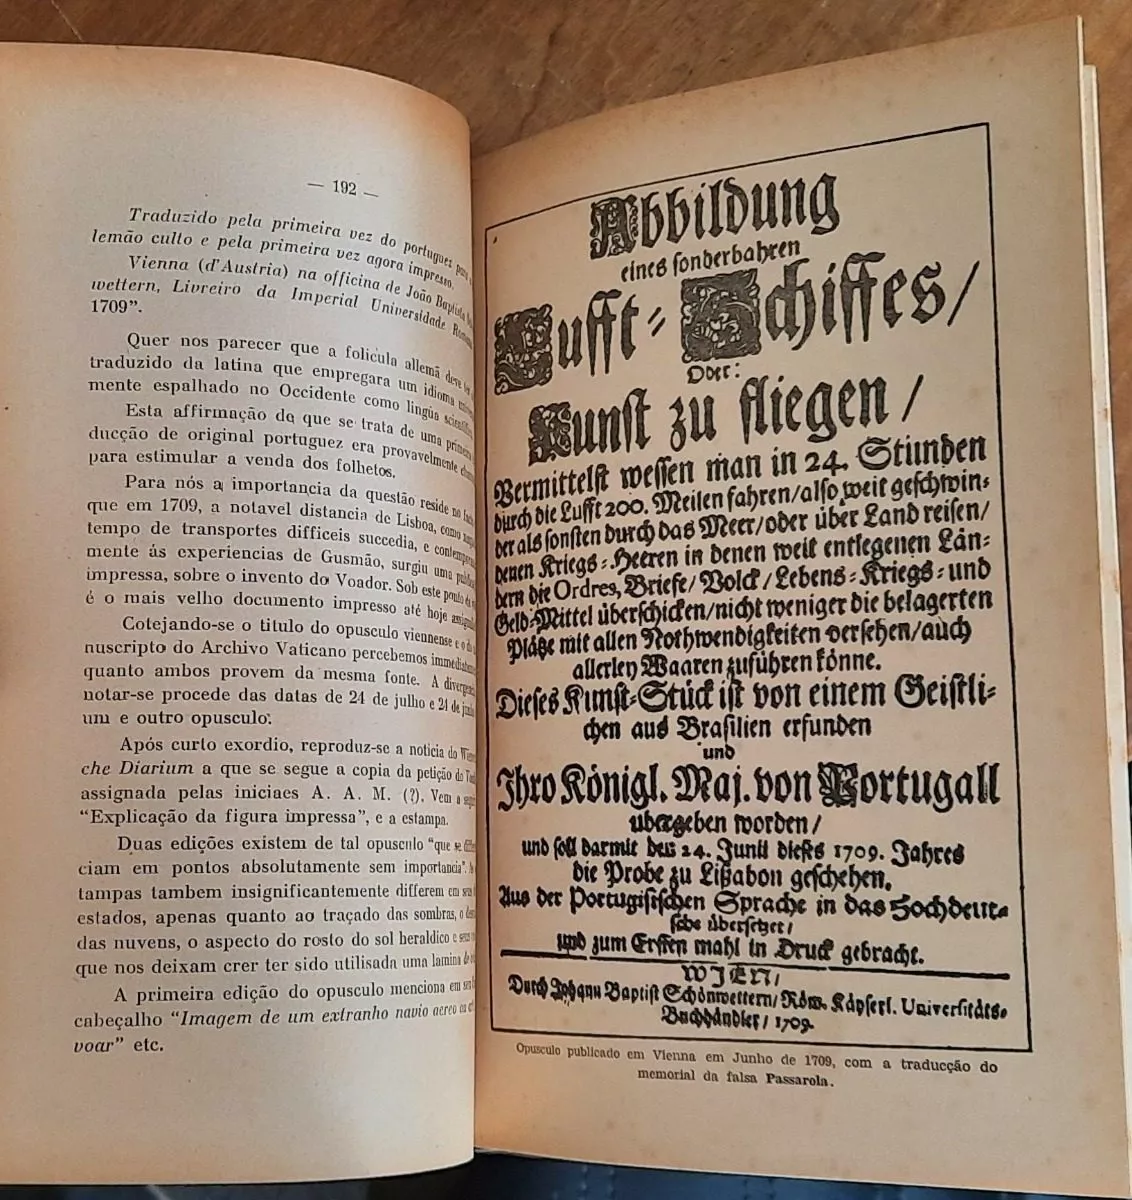 — 192 —
Traduzido pela primeira vez do portuguez para
lemão culto e pela primeira vez agora impresso.
Vienna (d'Austria) na officina de João Baptista
wettern, Livreiro da Imperial Universidade
1709”.
Quer nos parecer que a folicula allemã deve
traduzido da latina que empregara um idioma
mente espalhado no Occidente como lingua
Esta affirmação de que se trata de uma
ducção de original portuguez era provavelmente
para estimular a venda dos folhetos.
Para nós a importancia da questão reside no
que em 1709, a notavel distancia de Lisboa, como
tempo de transportes difficeis succedia, e
mente ás experiencias de Gusmão, surgiu uma
impressa, sobre o invento do Voador. Sob este ponto
é o mais velho documento impresso até hoje
Cotejando-se o titulo do opusculo viennense e o
nuscripto do Archivo Vaticano percebemos
quanto ambos provem da mesma fonte. A
notar-se procede das datas de 24 de julho e 24 de
um e outro opusculo.
Após curto exordio, reproduz-se a noticia do
che Diarium a que se segue a copia da petição do
assignada pelas iniciaes A. A. M. (?). Vem a
“Explicação da figura impressa”, e a estampa.
Duas edições existem de tal opusculo “que se
ciam em pontos absolutamente sem importancia”.
tampas tambem insignificantemente differem em
estados, apenas quanto ao traçado das sombras, o
das nuvens, o aspecto do rosto do sol heraldico e
que nos deixam crer ter sido utilisada uma lamina
A primeira edição do opusculo menciona em
cabeçalho “Imagem de um extranho navio aereo ou
voar” etc.
Abbildung
eines sonderbahren
Lufft-Schiffes/
Oder:
Kunst zu fliegen/
Vermittelst wessen man in 24. Stunden
durch die Lufft 200. Meilen fahren/also weit geschwin-
der als sonsten durch das Meer/oder über Land reisen/
denen Kriegs-Heeren in denen weit entlegenen Län-
dern die Ordres, Briefe/Volck/Lebens-Kriegs-und
Geld-Mittel überschicken/nicht weniger die belagerten
Plätze mit allen Nothwendigkeiten versehen/auch
allerley Waaren zuführen könne.
Dieses Kunst-Stück ist von einem Geistli-
chen aus Brasilien erfunden
und
Ihro Königl. Maj. von Portugall
übergeben worden/
und soll darmit den 24. Junii dieses 1709. Jahres
die Probe zu Lißabon geschehen.
Aus der Portugisischen Sprache in das Hochdeut-
sche übersetzet/
und zum Ersten mahl in Druck gebracht.
WIEN/
Durch Johann Baptist Schönwettern/Röm. Käyserl. Universitäts-
Buchhändler/1709.
Opusculo publicado em Vienna em Junho de 1709, com a traducção do
memorial da falsa Passarola.